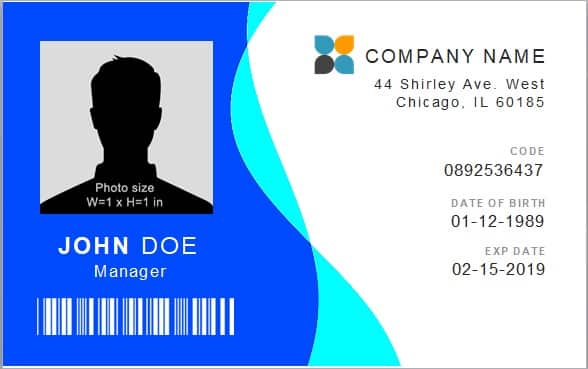 Photo size
W=1 x H=1 in
JOHN DOE
Manager
COMPANY NAME
44 Shirley Ave. West
Chicago, IL 60185
CODE
0892536437
DATE OF BIRTH
01-12-1989
EXP DATE
02-15-2019